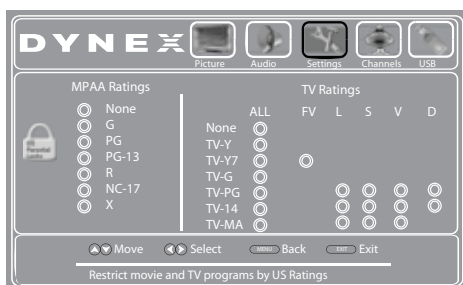 DYNEX
Picture Audio Settings Channels USB
MPAA Ratings
None
G
PG
PG-13
R
NC-17
X
TV Ratings
ALL FV L S V D
None
TV-Y
TV-Y7
TV-G
TV-PG
TV-14
TV-MA
Move Select MENU Back EXIT Exit
Restrict movie and TV programs by US Ratings